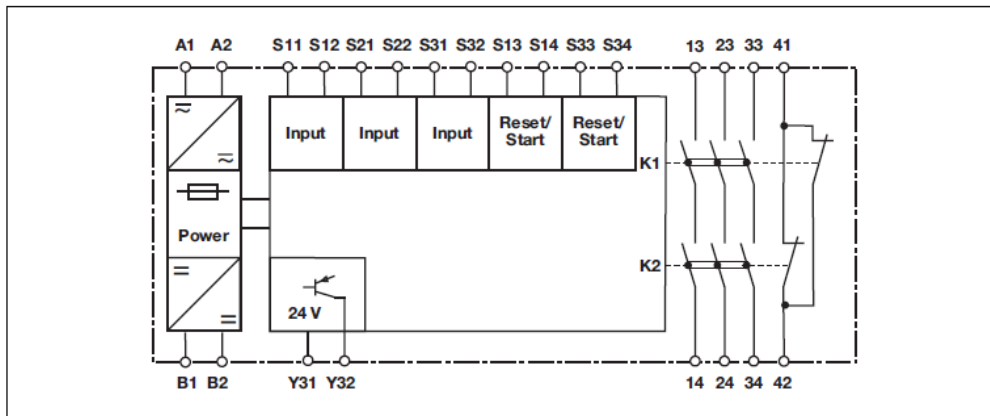 A1 A2 S11 S12 S21 S22 S31 S32 S13 S14 S33 S34 13 23 33 41
Input Input Input Reset/ Reset/
Start Start
K1
Power
K2
24 V
B1 B2 Y31 Y32 14 24 34 42